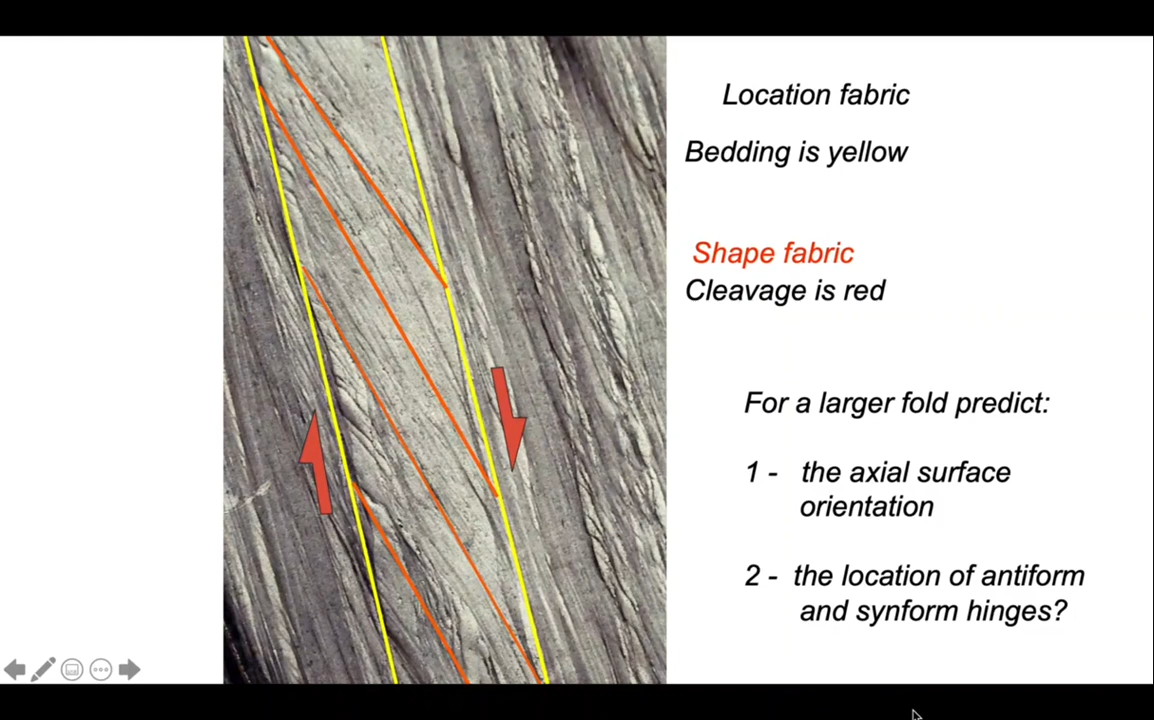 Location fabric
Bedding is yellow
Shape fabric
Cleavage is red
For a larger fold predict:
1 - the axial surface
orientation
2 - the location of antiform
and synform hinges?